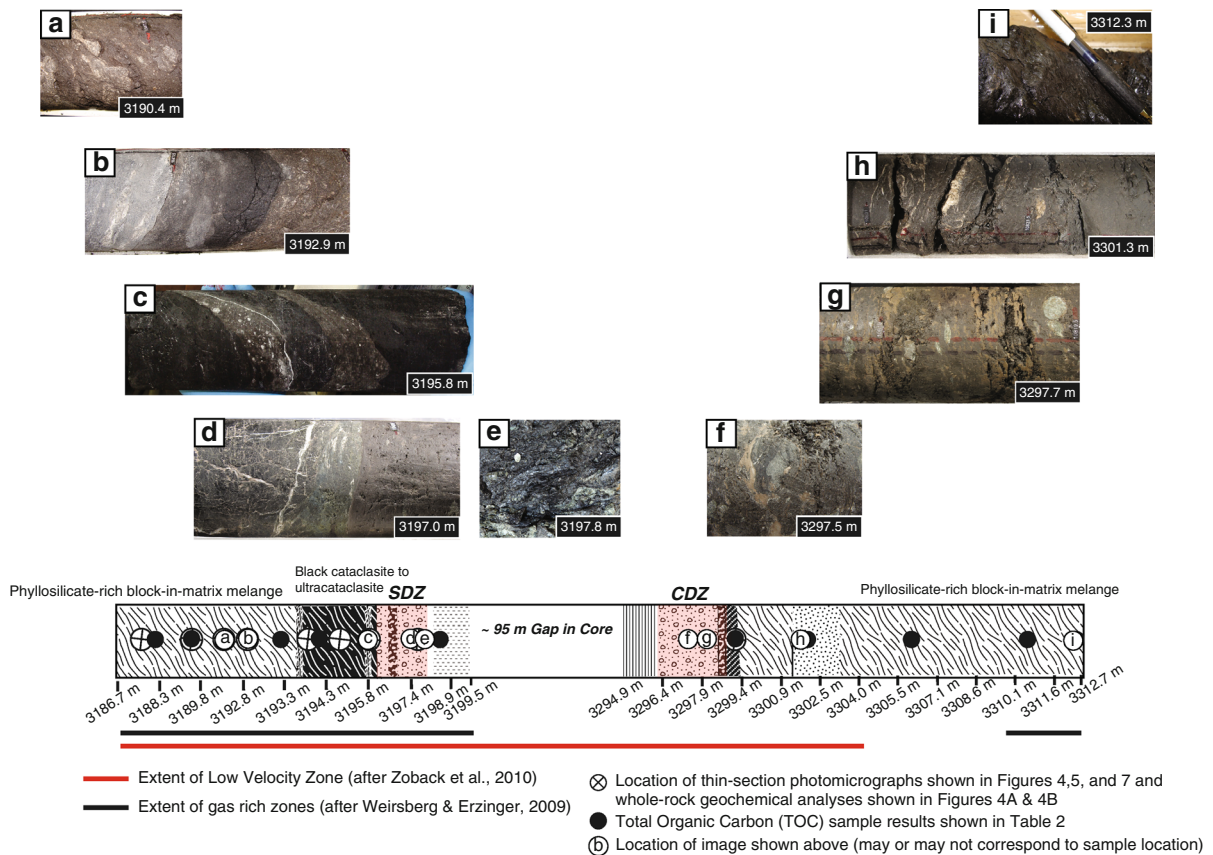 a
3190.4 m
i
3312.3 m
b
3192.9 m
h
3301.3 m
c
3195.8 m
g
3297.7 m
d
3197.0 m
e
3197.8 m
f
3297.5 m
Phyllosilicate-rich block-in-matrix melange
Black cataclasite to
ultracataclasite
SDZ
CDZ
Phyllosilicate-rich block-in-matrix melange
a b c d e
~ 95 m Gap in Core
f g h i
3186.7 m 3188.3 m 3189.8 m 3192.8 m 3193.3 m 3194.3 m 3195.8 m 3197.4 m 3198.9 m 3199.5 m 3294.9 m 3296.4 m 3297.9 m 3299.4 m 3300.9 m 3302.5 m 3304.0 m 3305.5 m 3307.1 m 3308.6 m 3310.1 m 3311.6 m 3312.7 m
Extent of Low Velocity Zone (after Zoback et al., 2010)
Extent of gas rich zones (after Weirsberg & Erzinger, 2009)
Location of thin-section photomicrographs shown in Figures 4,5, and 7 and
whole-rock geochemical analyses shown in Figures 4A & 4B
Total Organic Carbon (TOC) sample results shown in Table 2
b Location of image shown above (may or may not correspond to sample location)